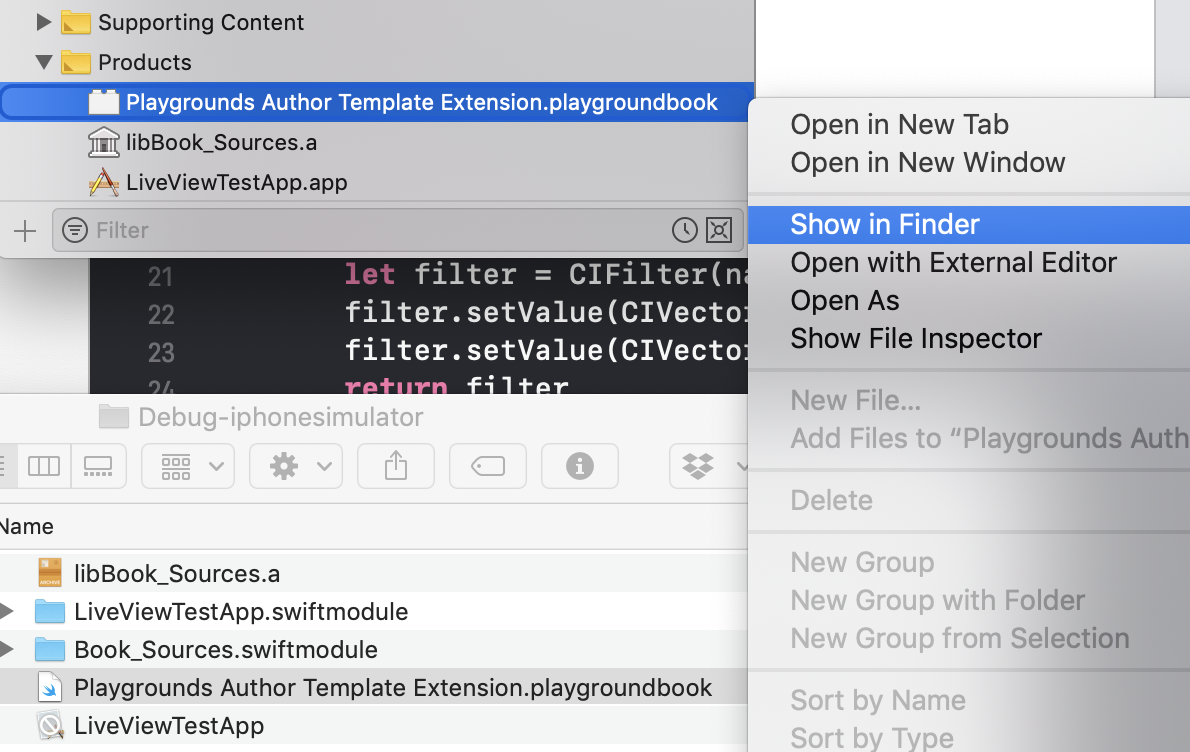 Supporting Content
Products
Playgrounds Author Template Extension.playgroundbook
libBook_Sources.a
LiveViewTestApp.app
Filter
21 let filter = CIFilter(na
22 filter.setValue(CIVector
23 filter.setValue(CIVector
24 return filter
Debug-iphonesimulator
Name
libBook_Sources.a
LiveViewTestApp.swiftmodule
Book_Sources.swiftmodule
Playgrounds Author Template Extension.playgroundbook
LiveViewTestApp
Open in New Tab
Open in New Window
Show in Finder
Open with External Editor
Open As
Show File Inspector
New File...
Add Files to “Playgrounds Auth
Delete
New Group
New Group with Folder
New Group from Selection
Sort by Name
Sort by Type